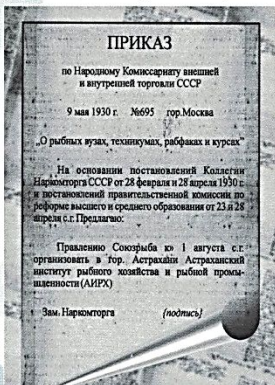 ПРИКАЗ
по Народному Комиссариату внешней
и внутренней торговли СССР
9 мая 1930 г. №695 гор.Москва
„О рыбных вузах, техникумах, рабфаках и курсах"
На основании постановлений Коллегии
Наркомторга СССР от 28 февраля и 28 апреля 1930 г.
и постановлений правительственной комиссии по
реформе высшего и среднего образования от 23 и 28
апреля с.г. Предлагаю:
Правлению Союзрыба к» 1 августа с.г.
организовать в гор. Астрахани Астраханский
институт рыбного хозяйства и рыбной промы-
шленности (АИРХ)
Зам. Наркомторга (подпись)